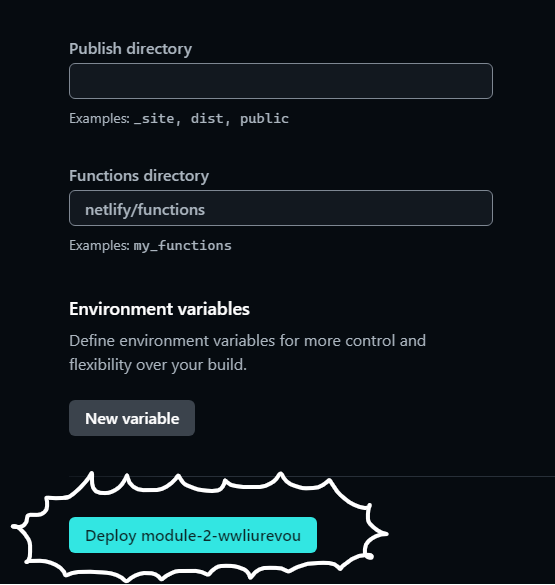 Publish directory
Examples: _site, dist, public
Functions directory
netlify/functions
Examples: my_functions
Environment variables
Define environment variables for more control and
flexibility over your build.
New variable
Deploy module-2-wwliurevou